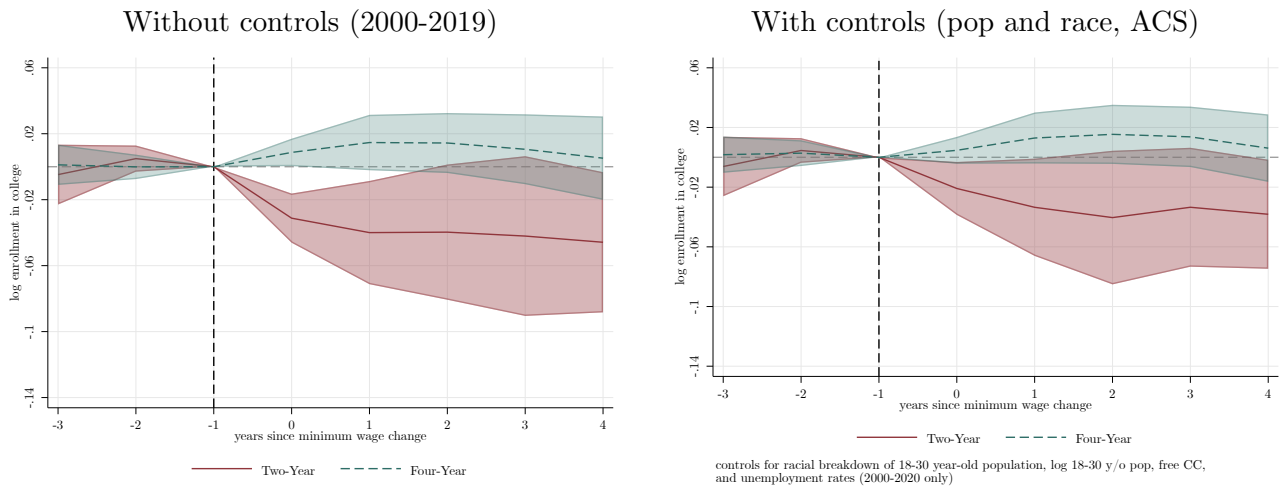 Without controls (2000-2019)
.06
.02
-.02
-.06
-.1
-.14
log enrollment in college
-3 -2 -1 0 1 2 3 4
years since minimum wage change
Two-Year Four-Year
With controls (pop and race, ACS)
.06
.02
-.02
-.06
-.1
-.14
log enrollment in college
-3 -2 -1 0 1 2 3 4
years since minimum wage change
Two-Year Four-Year
controls for racial breakdown of 18-30 year-old population, log 18-30 y/o pop, free CC,
and unemployment rates (2000-2020 only)